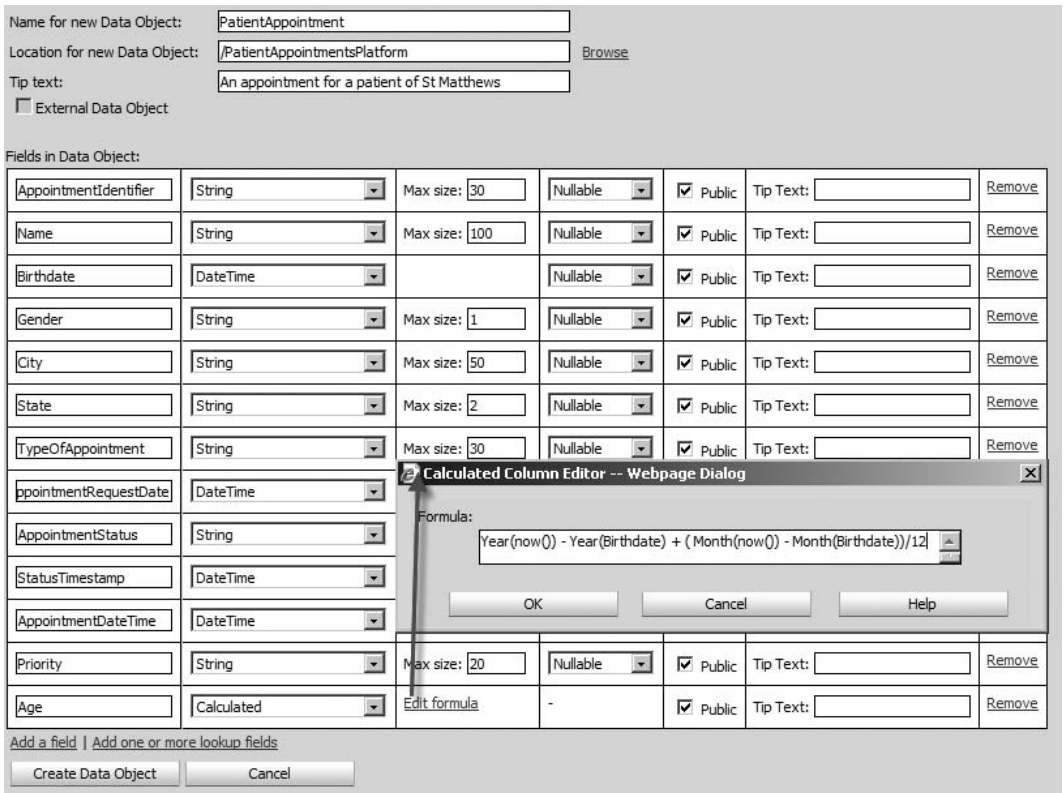 Name for new Data Object: PatientAppointment
Location for new Data Object: /PatientAppointmentsPlatform Browse
Tip text: An appointment for a patient of St Matthews
External Data Object
Fields in Data Object:
AppointmentIdentifier String Max size: 30 Nullable Public Tip Text: Remove
Name String Max size: 100 Nullable Public Tip Text: Remove
Birthdate DateTime Nullable Public Tip Text: Remove
Gender String Max size: 1 Nullable Public Tip Text: Remove
City String Max size: 50 Nullable Public Tip Text: Remove
State String Max size: 2 Nullable Public Tip Text: Remove
TypeOfAppointment String Max size: 30 Nullable Public Tip Text: Remove
ppointmentRequestDate DateTime
AppointmentStatus String
StatusTimestamp DateTime
AppointmentDateTime DateTime
Calculated Column Editor -- Webpage Dialog
Formula:
Year(now()) - Year(Birthdate) + ( Month(now()) - Month(Birthdate))/12
OK Cancel Help
Priority String Max size: 20 Nullable Public Tip Text: Remove
Age Calculated Edit formula - Public Tip Text: Remove
Add a field | Add one or more lookup fields
Create Data Object Cancel